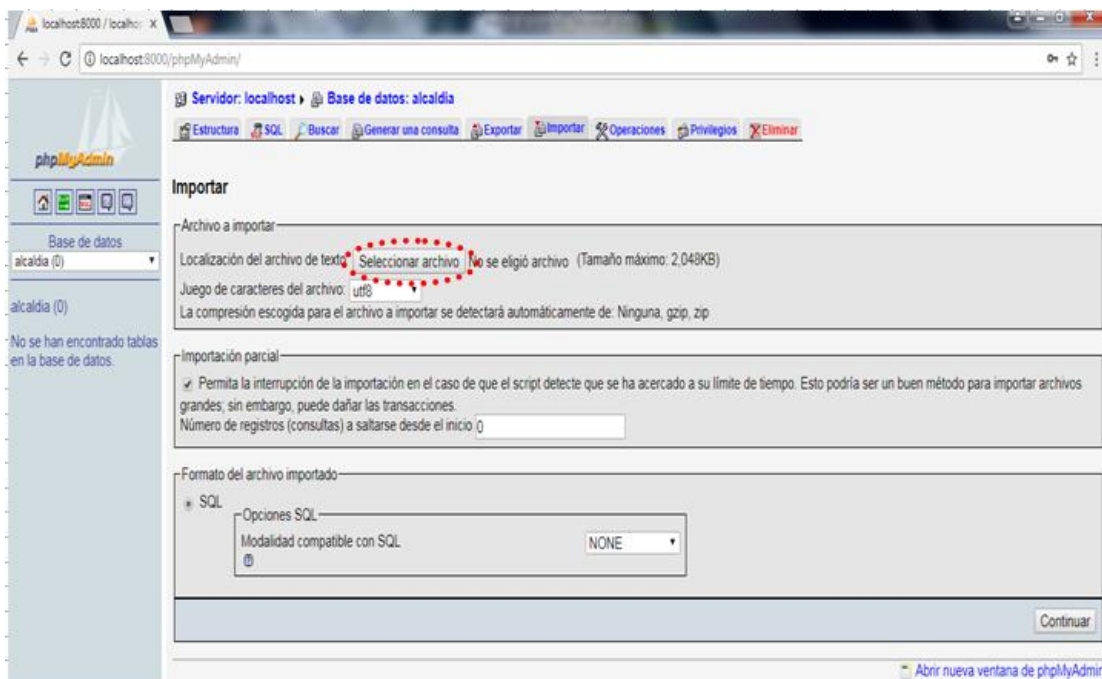 localhost:8000 / localho
localhost:8000/phpMyAdmin/
phpMyAdmin
Base de datos
alcaldia (0)
alcaldia (0)
No se han encontrado tablas
en la base de datos.
Servidor: localhost ▸ Base de datos: alcaldia
Estructura SQL Buscar Generar una consulta Exportar Importar Operaciones Privilegios Eliminar
Importar
Archivo a importar
Localización del archivo de texto Seleccionar archivo No se eligió archivo (Tamaño máximo: 2,048KB)
Juego de caracteres del archivo: utf8
La compresión escogida para el archivo a importar se detectará automáticamente de: Ninguna, gzip, zip
Importación parcial
Permita la interrupción de la importación en el caso de que el script detecte que se ha acercado a su límite de tiempo. Esto podría ser un buen método para importar archivos
grandes; sin embargo, puede dañar las transacciones.
Número de registros (consultas) a saltarse desde el inicio 0
Formato del archivo importado
SQL
Opciones SQL
Modalidad compatible con SQL NONE
Continuar
Abrir nueva ventana de phpMyAdmin